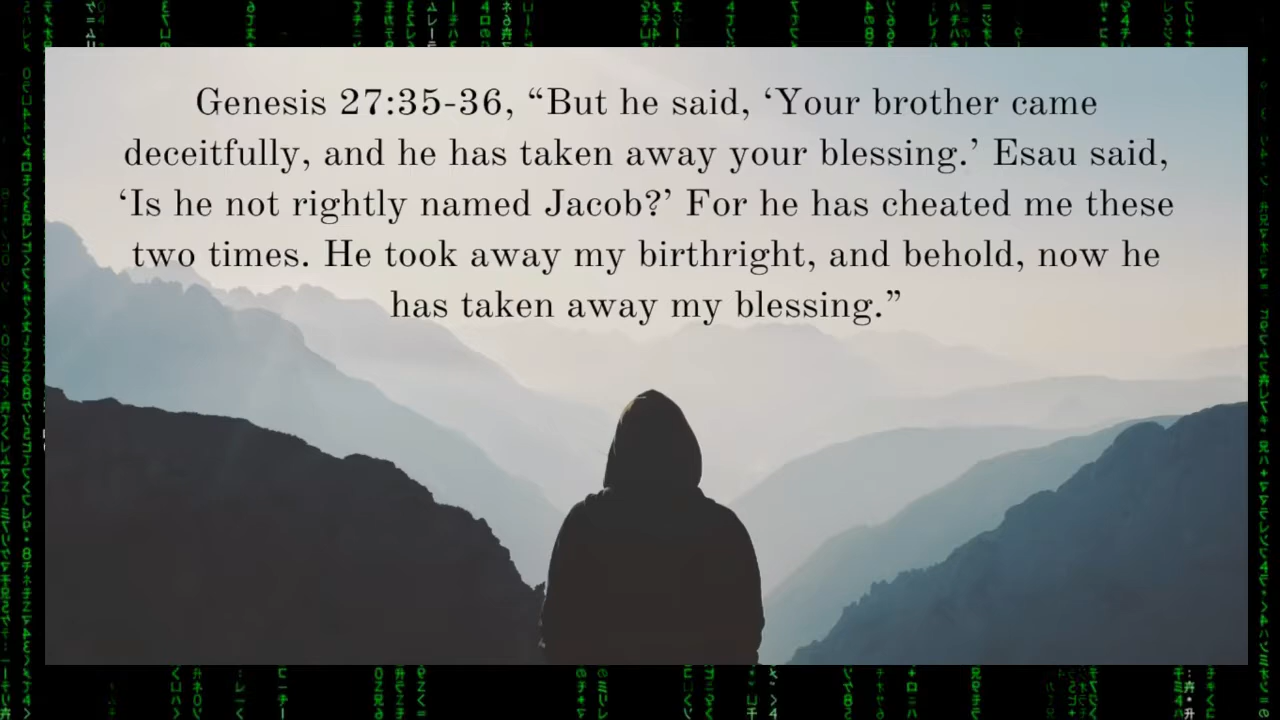 Genesis 27:35-36, “But he said, ‘Your brother came
deceitfully, and he has taken away your blessing.’ Esau said,
‘Is he not rightly named Jacob?’ For he has cheated me these
two times. He took away my birthright, and behold, now he
has taken away my blessing.”